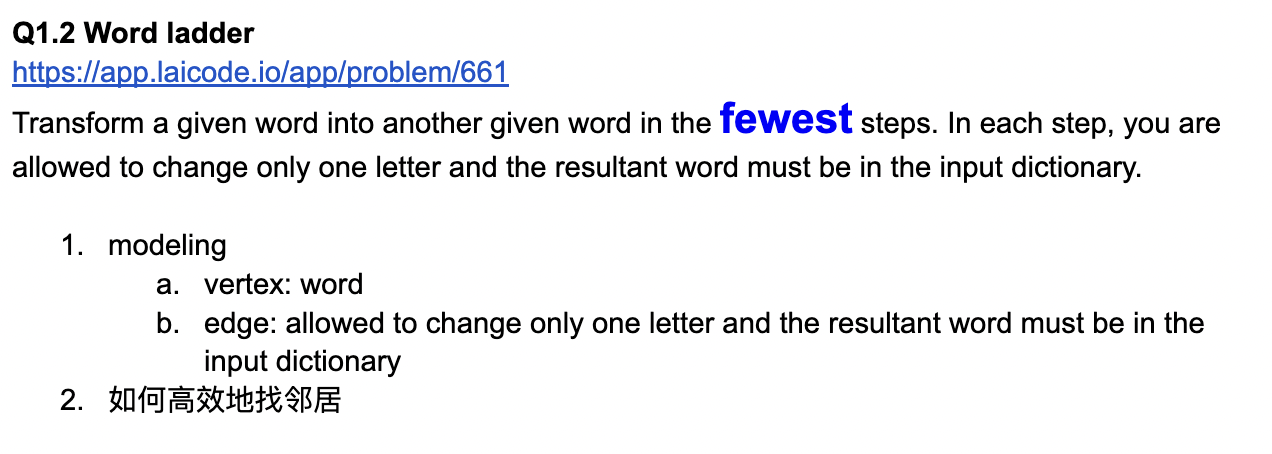 Q1.2 Word ladder
https://app.laicode.io/app/problem/661
Transform a given word into another given word in the fewest steps. In each step, you are
allowed to change only one letter and the resultant word must be in the input dictionary.
1. modeling
a. vertex: word
b. edge: allowed to change only one letter and the resultant word must be in the
input dictionary
2. 如何高效地找邻居